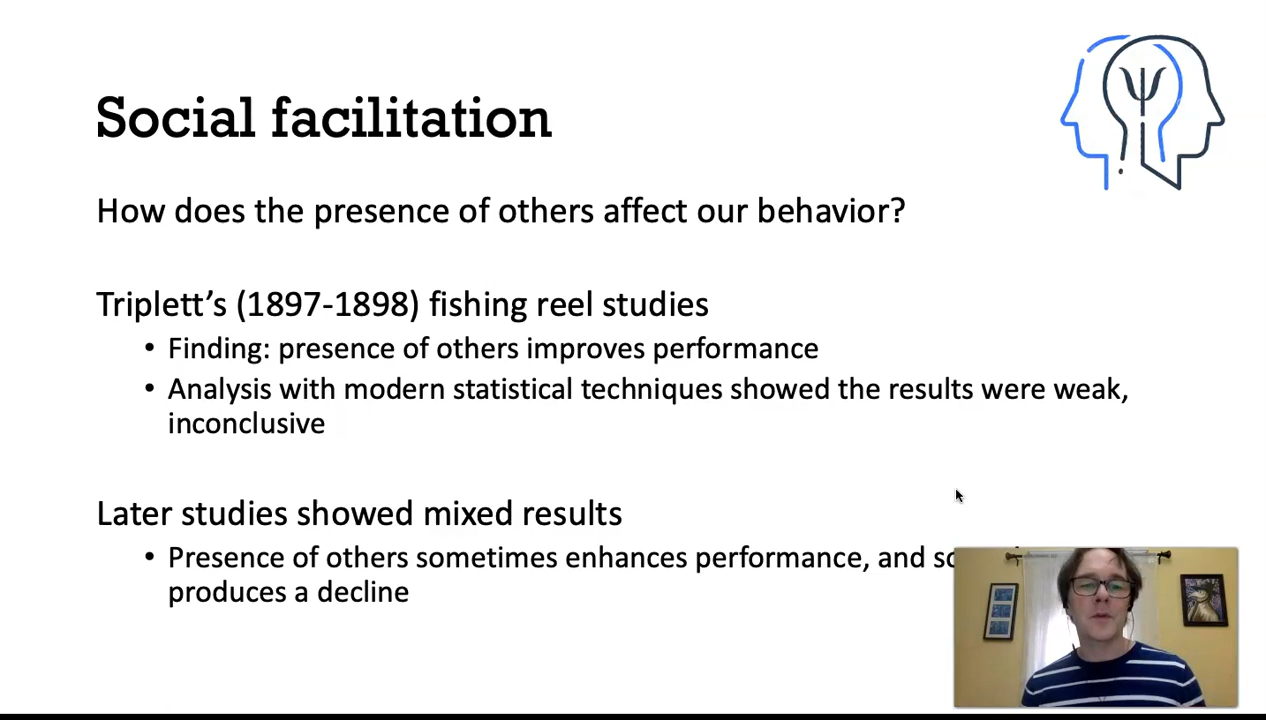 Social facilitation
How does the presence of others affect our behavior?
Triplett’s (1897-1898) fishing reel studies
• Finding: presence of others improves performance
• Analysis with modern statistical techniques showed the results were weak,
inconclusive
Later studies showed mixed results
• Presence of others sometimes enhances performance, and
produces a decline